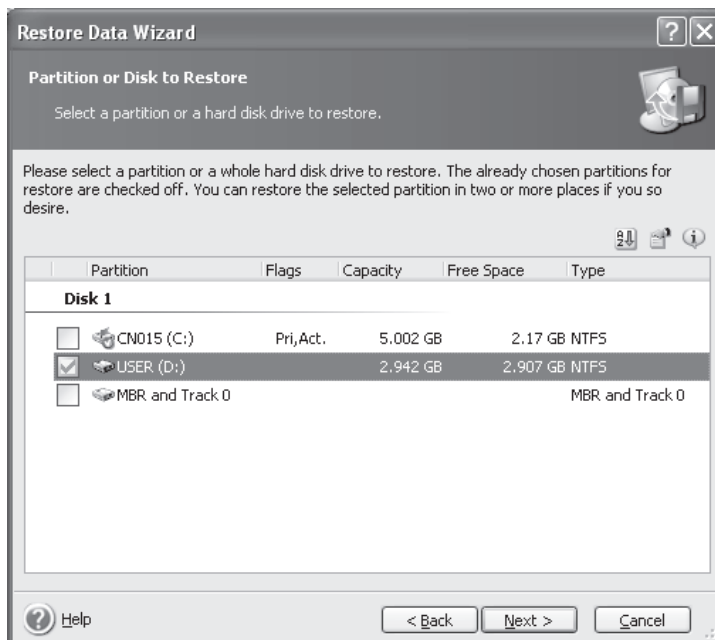 Restore Data Wizard
Partition or Disk to Restore
Select a partition or a hard disk drive to restore.
Please select a partition or a whole hard disk drive to restore. The already chosen partitions for
restore are checked off. You can restore the selected partition in two or more places if you so
desire.
Partition Flags Capacity Free Space Type
Disk 1
CN015 (C:) Pri,Act. 5.002 GB 2.17 GB NTFS
USER (D:) 2.942 GB 2.907 GB NTFS
MBR and Track 0 MBR and Track 0
Help < Back Next > Cancel